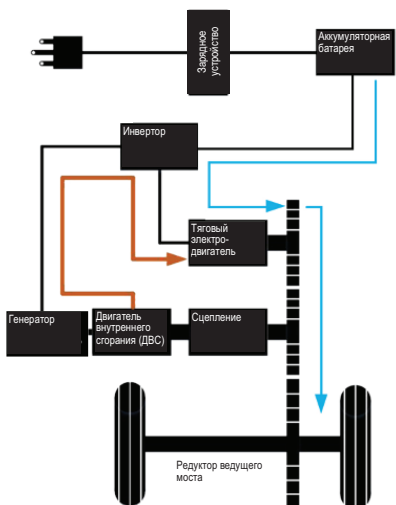 Зарядное
устройство
Аккумуляторная
батарея
Инвертор
Тяговый
электро-
двигатель
Генератор
Двигатель
внутреннего
сгорания (ДВС)
Сцепление
Редуктор ведущего
моста